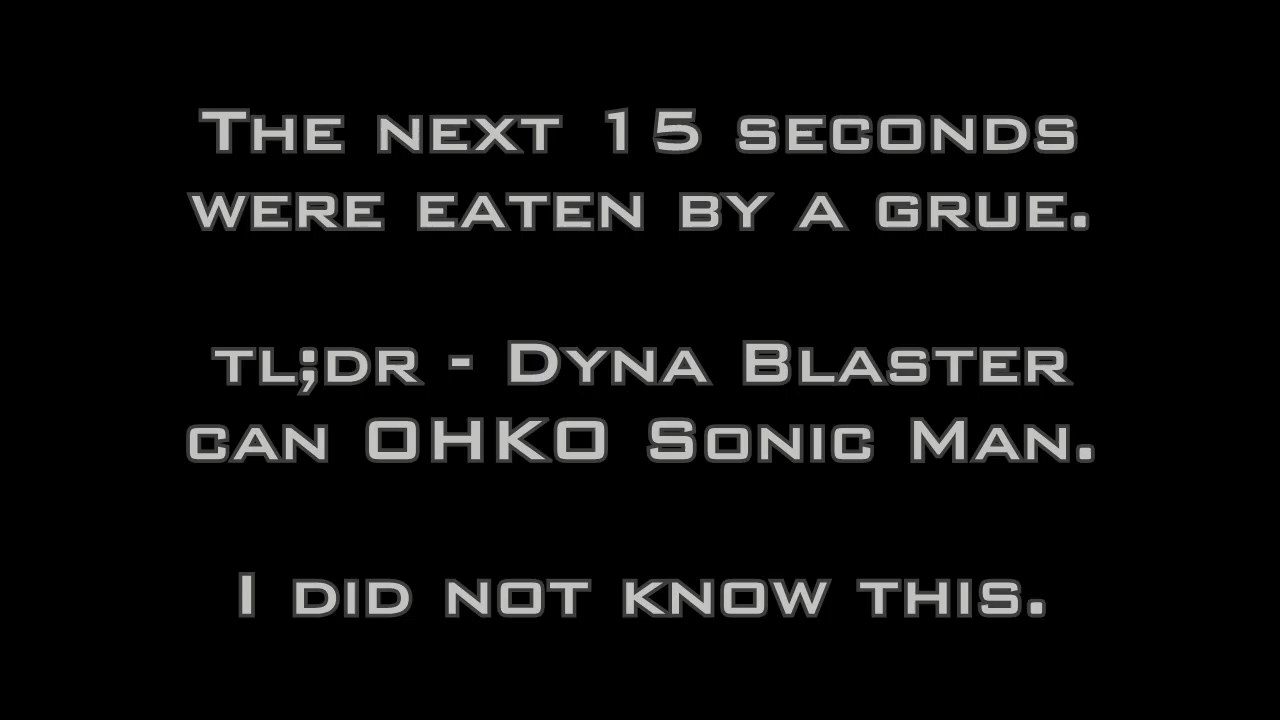 The next 15 seconds
were eaten by a grue.
tl;dr - Dyna Blaster
can OHKO Sonic Man.
I did not know this.